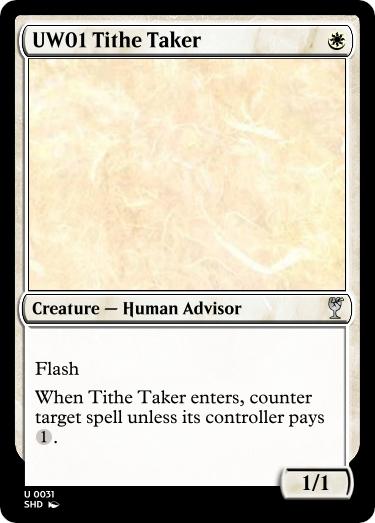 UW01 Tithe Taker
Creature — Human Advisor
Flash
When Tithe Taker enters, counter
target spell unless its controller pays
1.
1/1
U 0031
SHD